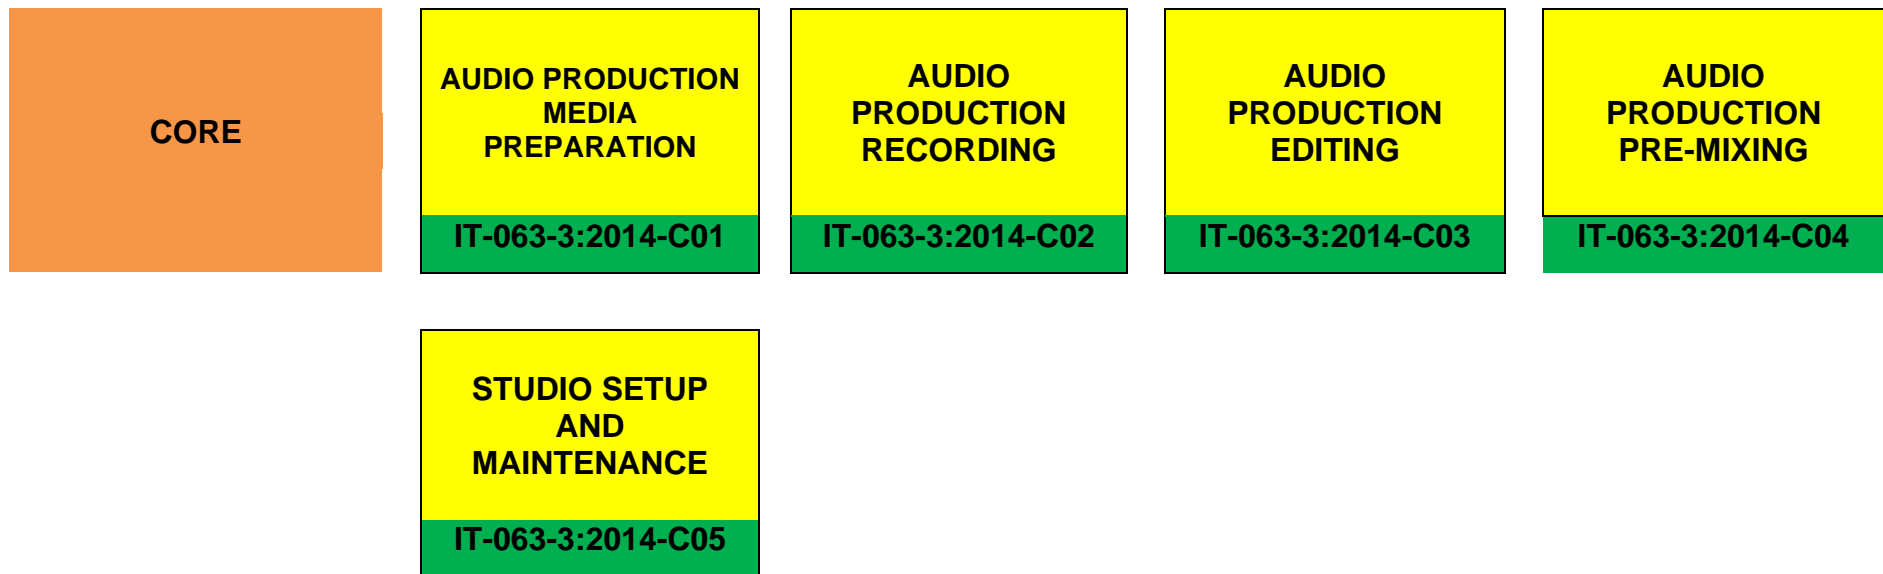 CORE
AUDIO PRODUCTION
MEDIA
PREPARATION
IT-063-3:2014-C01
AUDIO
PRODUCTION
RECORDING
IT-063-3:2014-C02
AUDIO
PRODUCTION
EDITING
IT-063-3:2014-C03
AUDIO
PRODUCTION
PRE-MIXING
IT-063-3:2014-C04
STUDIO SETUP
AND
MAINTENANCE
IT-063-3:2014-C05